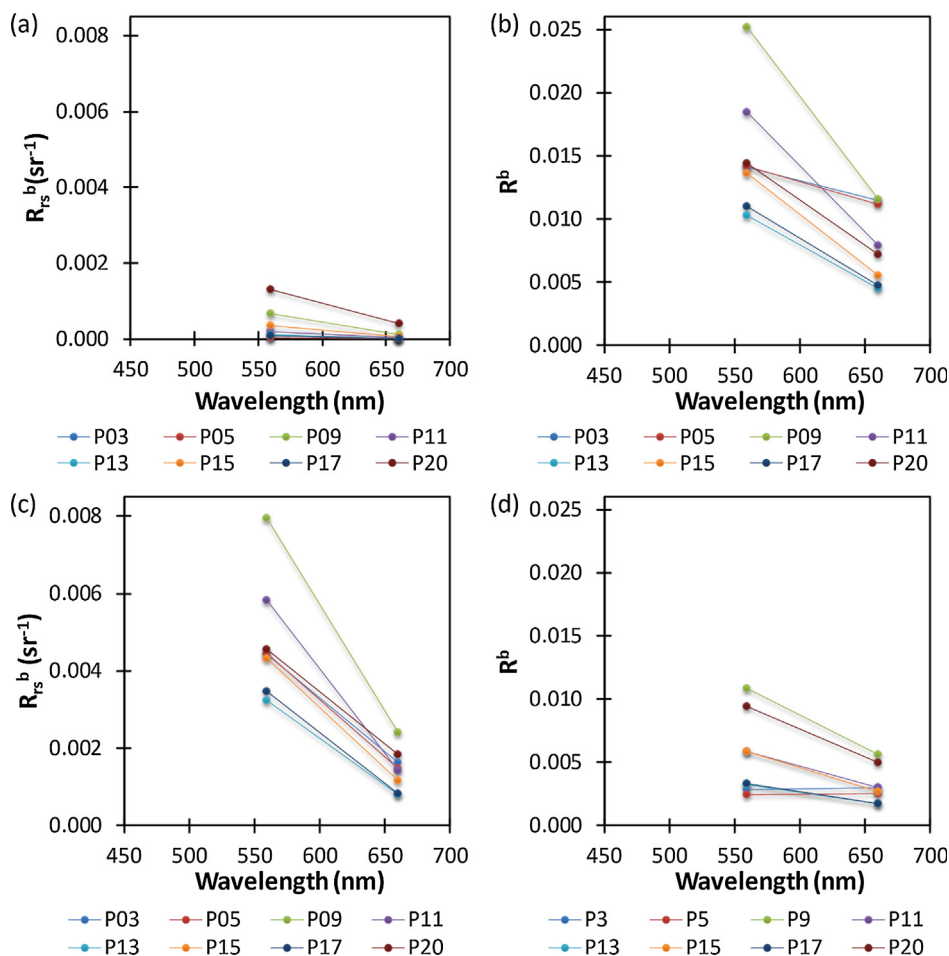 (a)
0.008
0.006
0.004
0.002
0.000
R_rs^b(sr^-1)
450 500 550 600 650 700
Wavelength (nm)
P03 P05 P09 P11
P13 P15 P17 P20
(b)
0.025
0.020
0.015
0.010
0.005
0.000
R^b
450 500 550 600 650 700
Wavelength (nm)
P03 P05 P09 P11
P13 P15 P17 P20
(c)
0.008
0.006
0.004
0.002
0.000
R_rs^b (sr^-1)
450 500 550 600 650 700
Wavelength (nm)
P03 P05 P09 P11
P13 P15 P17 P20
(d)
0.025
0.020
0.015
0.010
0.005
0.000
R^b
450 500 550 600 650 700
Wavelength (nm)
P3 P5 P9 P11
P13 P15 P17 P20